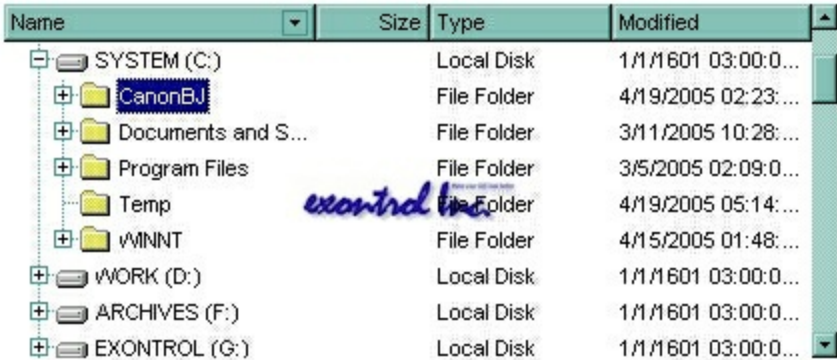 Name Size Type Modified
SYSTEM (C:) Local Disk 1/1/1601 03:00:0...
CanonBJ File Folder 4/19/2005 02:23:...
Documents and S... File Folder 3/11/2005 10:28:...
Program Files File Folder 3/5/2005 02:09:0...
exontrol Inc.
Temp File Folder 4/19/2005 05:14:...
WINNT File Folder 4/15/2005 01:48:...
WORK (D:) Local Disk 1/1/1601 03:00:0...
ARCHIVES (F:) Local Disk 1/1/1601 03:00:0...
EXONTROL (G:) Local Disk 1/1/1601 03:00:0...